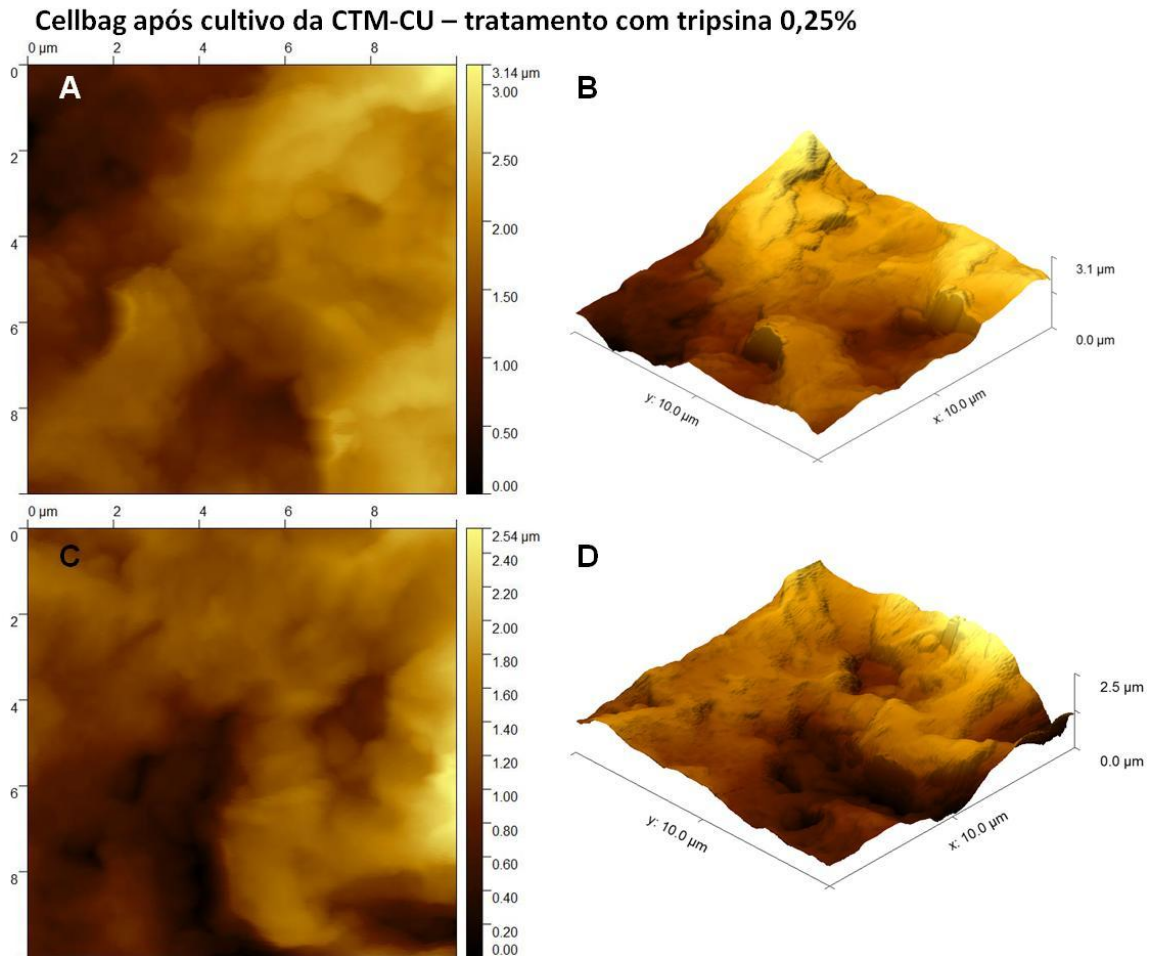 Cellbag após cultivo da CTM-CU – tratamento com tripsina 0,25%
0 µm 2 4 6 8
0
2
4
6
8
A
3.14 µm
3.00
2.50
2.00
1.50
1.00
0.50
0.00
B
3.1 µm
0.0 µm
y: 10.0 µm
x: 10.0 µm
0 µm 2 4 6 8
0
2
4
6
8
C
2.54 µm
2.40
2.20
2.00
1.80
1.60
1.40
1.20
1.00
0.80
0.60
0.40
0.20
0.00
D
2.5 µm
0.0 µm
y: 10.0 µm
x: 10.0 µm